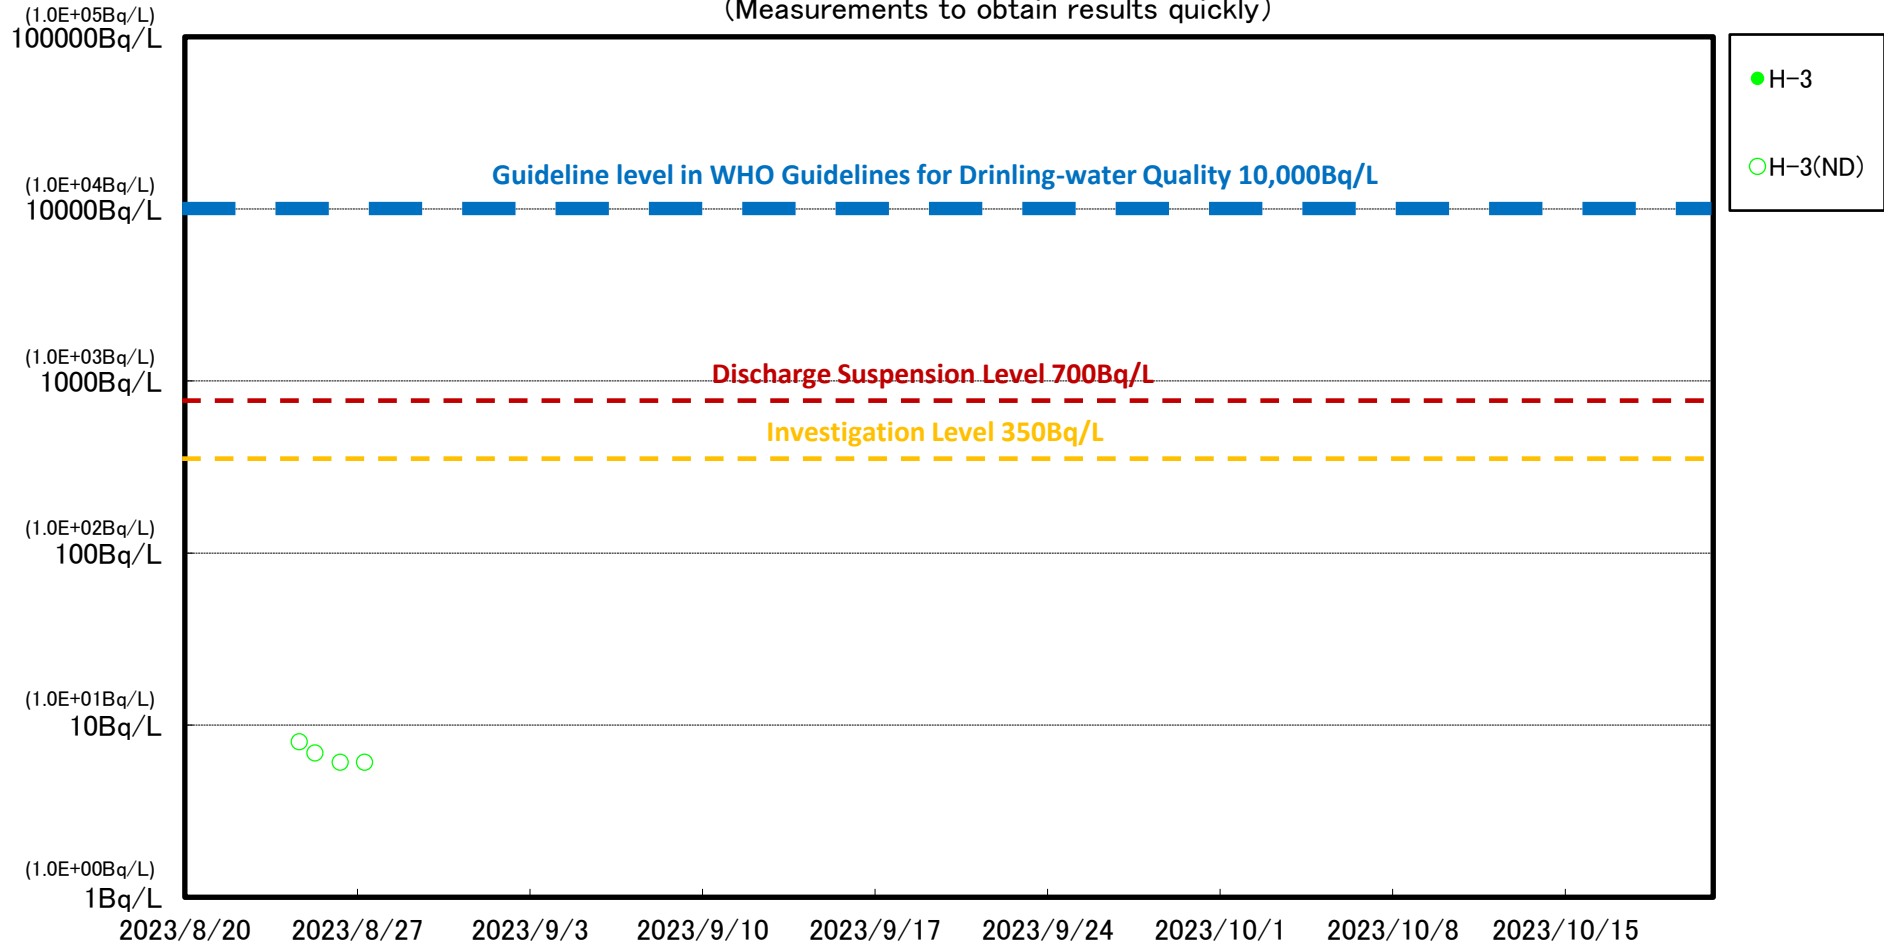 (Measurements to obtain results quickly)
(1.0E+05Bq/L)
100000Bq/L
H-3
H-3(ND)
Guideline level in WHO Guidelines for Drinling-water Quality 10,000Bq/L
(1.0E+04Bq/L)
10000Bq/L
(1.0E+03Bq/L)
1000Bq/L
Discharge Suspension Level 700Bq/L
Investigation Level 350Bq/L
(1.0E+02Bq/L)
100Bq/L
(1.0E+01Bq/L)
10Bq/L
(1.0E+00Bq/L)
1Bq/L
2023/8/20 2023/8/27 2023/9/3 2023/9/10 2023/9/17 2023/9/24 2023/10/1 2023/10/8 2023/10/15